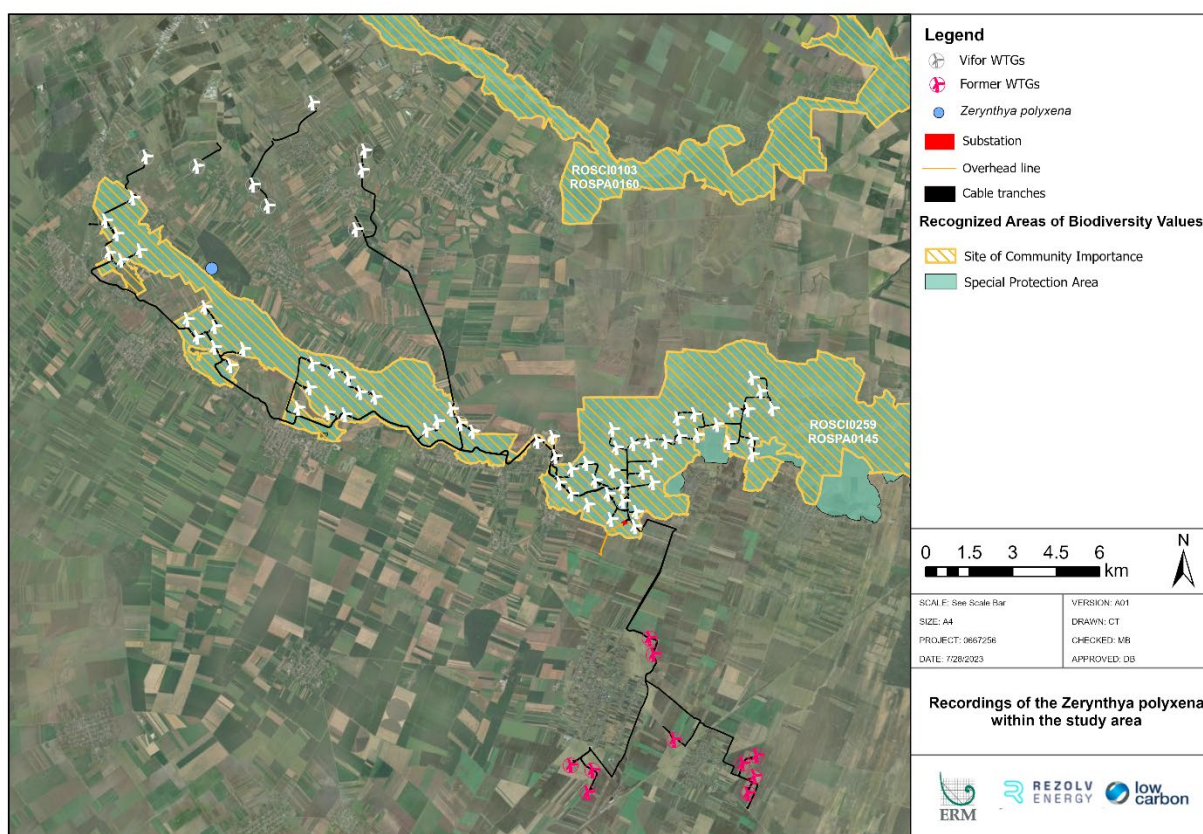 ROSCI0103
ROSPA0160
ROSCI0259
ROSPA0145
Legend
Vifor WTGs
Former WTGs
Zerynthya polyxena
Substation
Overhead line
Cable tranches
Recognized Areas of Biodiversity Values
Site of Community Importance
Special Protection Area
0 1.5 3 4.5 6
km
N
SCALE: See Scale Bar
VERSION: A01
SIZE: A4
DRAWN: CT
PROJECT: 0667256
CHECKED: MB
DATE: 7/28/2023
APPROVED: DB
Recordings of the Zerynthya polyxena
within the study area
ERM
REZOLV
ENERGY
low
carbon